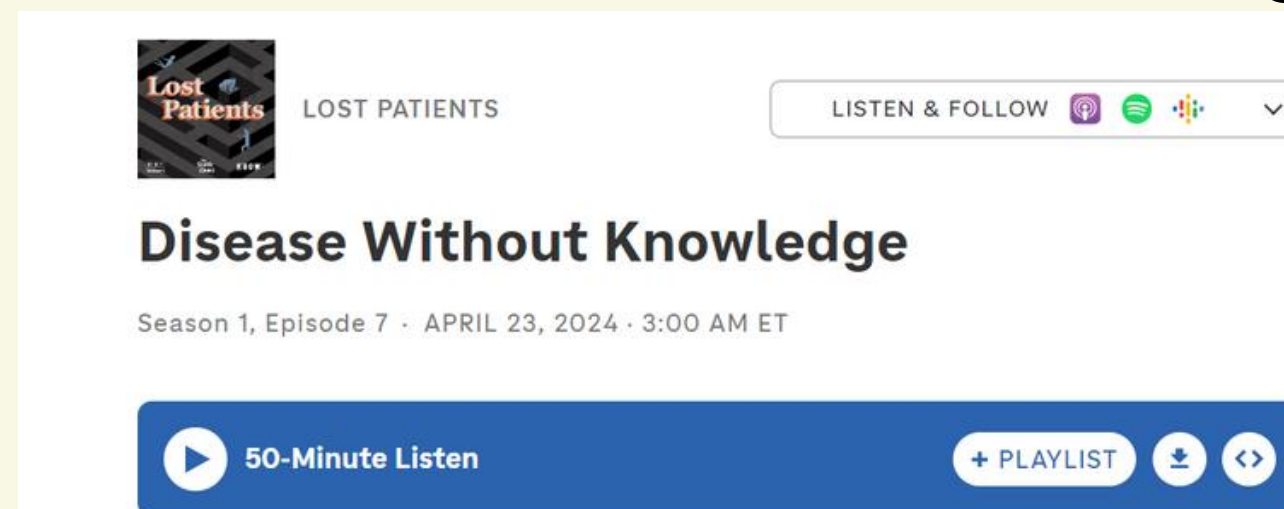 Lost
Patients
LOST PATIENTS
LISTEN & FOLLOW
Disease Without Knowledge
Season 1, Episode 7 · APRIL 23, 2024 · 3:00 AM ET
50-Minute Listen
+ PLAYLIST